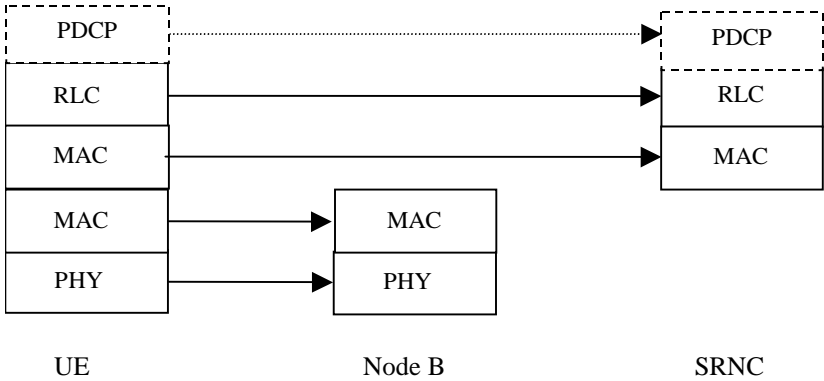 PDCP PDCP
RLC RLC
MAC MAC
MAC MAC
PHY PHY
UE Node B SRNC